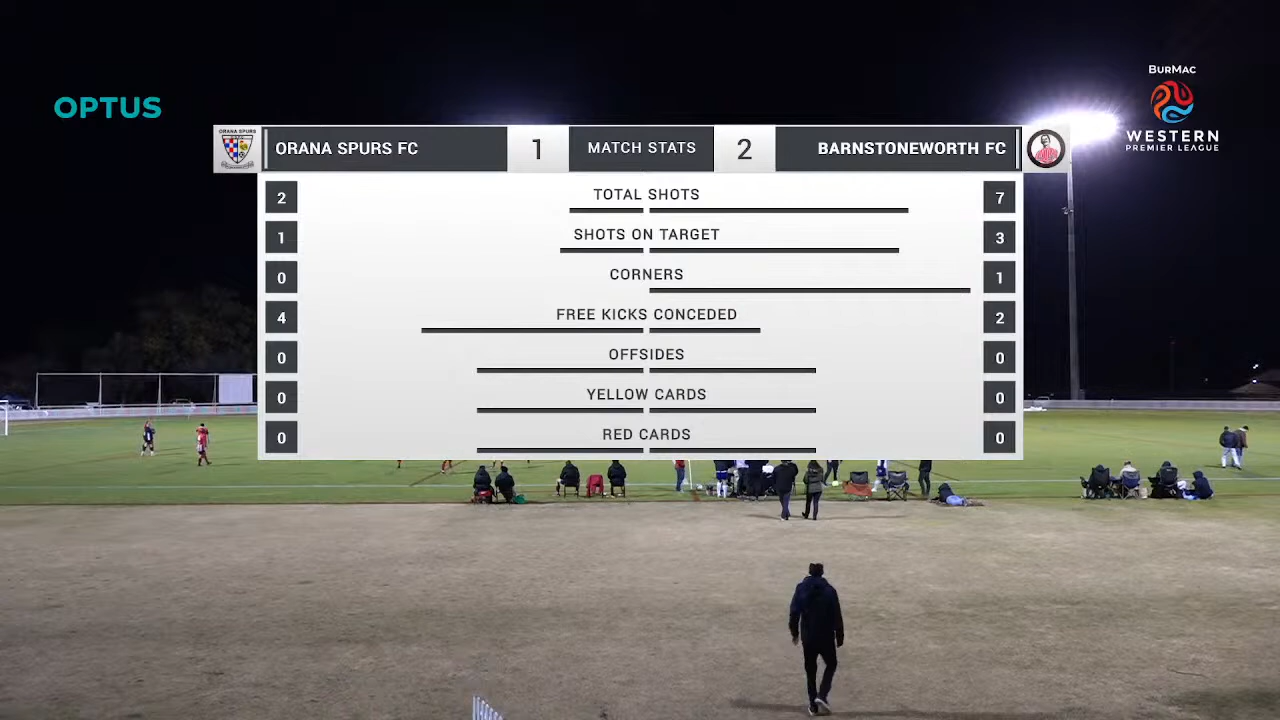 OPTUS
BURMAC
WESTERN
PREMIER LEAGUE
ORANA SPURS
ORANA SPURS FC 1 MATCH STATS 2 BARNSTONEWORTH FC
2 TOTAL SHOTS 7
1 SHOTS ON TARGET 3
0 CORNERS 1
4 FREE KICKS CONCEDED 2
0 OFFSIDES 0
0 YELLOW CARDS 0
0 RED CARDS 0